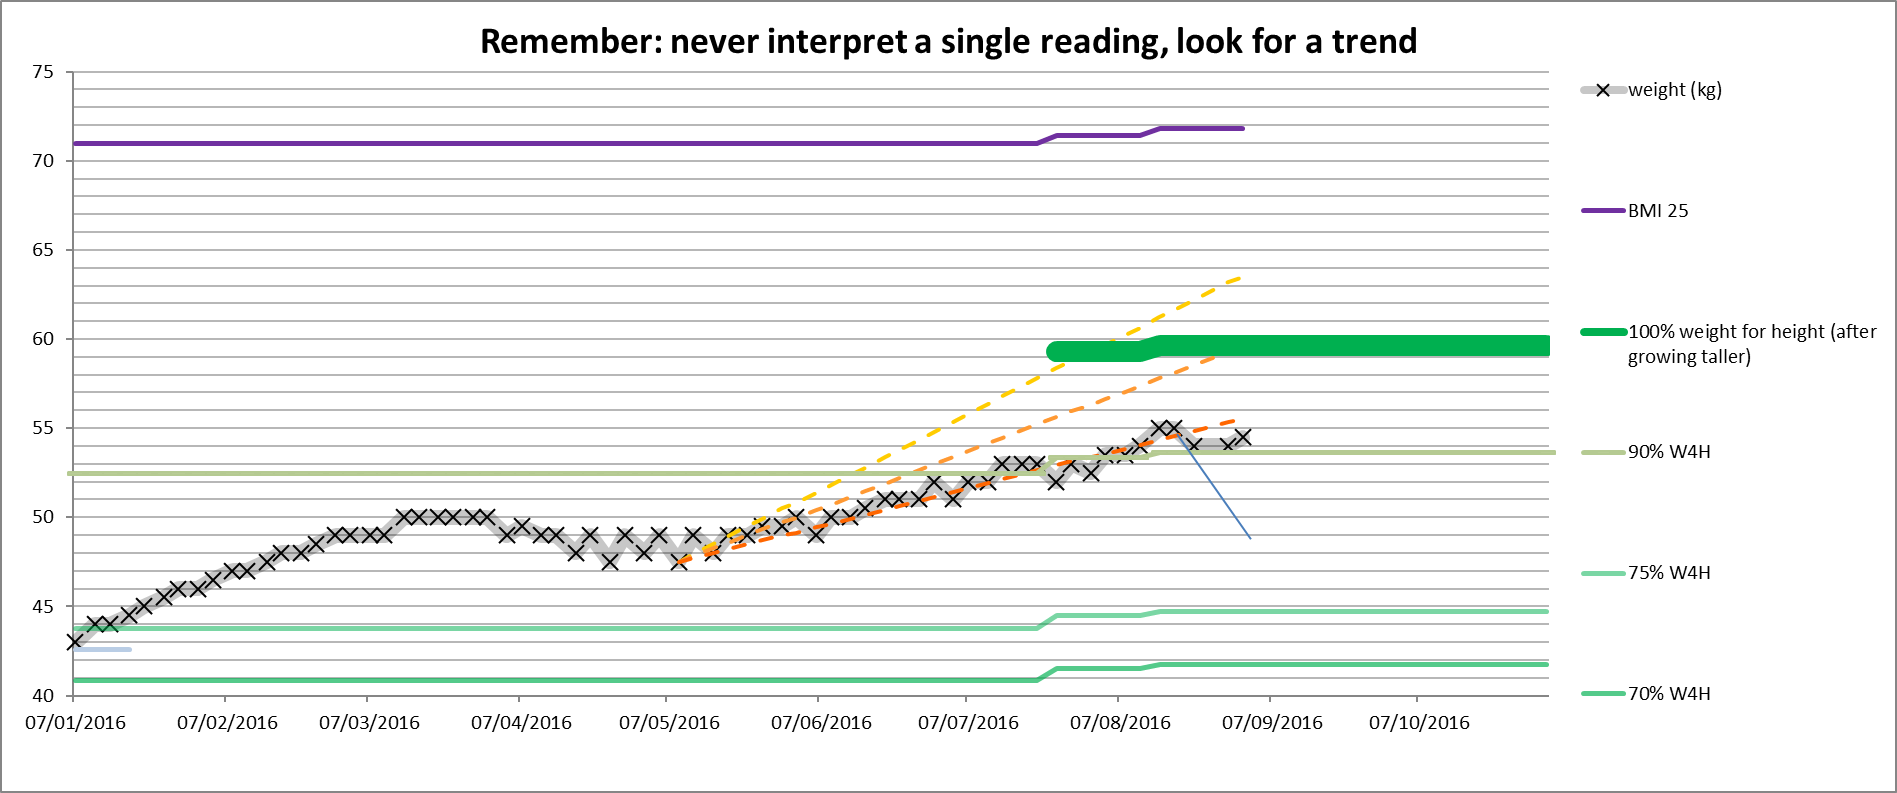 Remember: never interpret a single reading, look for a trend
75
70
65
60
55
50
45
40
07/01/2016 07/02/2016 07/03/2016 07/04/2016 07/05/2016 07/06/2016 07/07/2016 07/08/2016 07/09/2016 07/10/2016
weight (kg)
BMI 25
100% weight for height (after
growing taller)
90% W4H
75% W4H
70% W4H